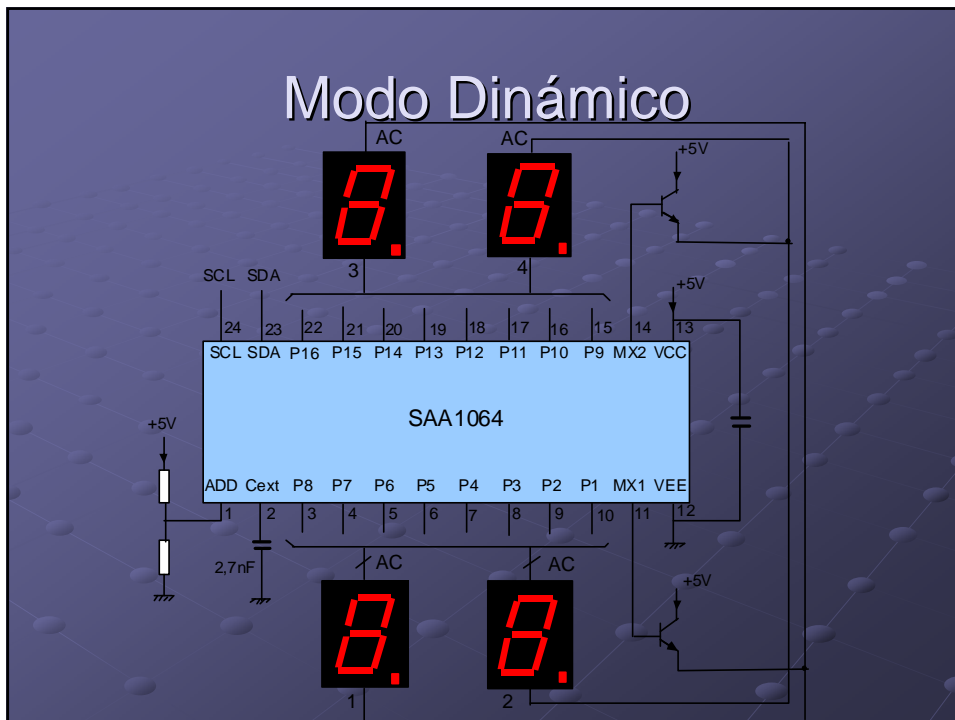 Modo Dinámico
AC AC
+5V
3 4
SCL SDA
+5V
24 23 22 21 20 19 18 17 16 15 14 13
SCL SDA P16 P15 P14 P13 P12 P11 P10 P9 MX2 VCC
SAA1064
+5V
ADD Cext P8 P7 P6 P5 P4 P3 P2 P1 MX1 VEE
1 2 3 4 5 6 7 8 9 10 11 12
2,7nF
AC AC
+5V
1 2